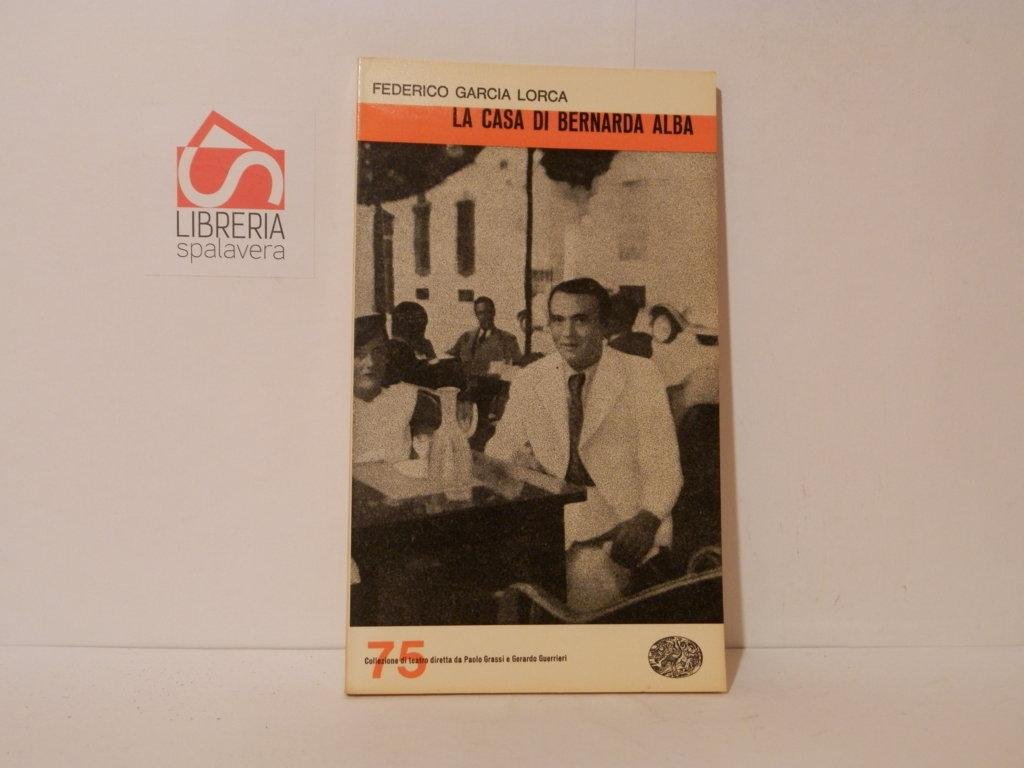 FEDERICO GARCIA LORCA
LA CASA DI BERNARDA ALBA
LIBRERIA
spalavera
75
Collezione di teatro diretta da Paolo Grassi e Gerardo Guerrieri